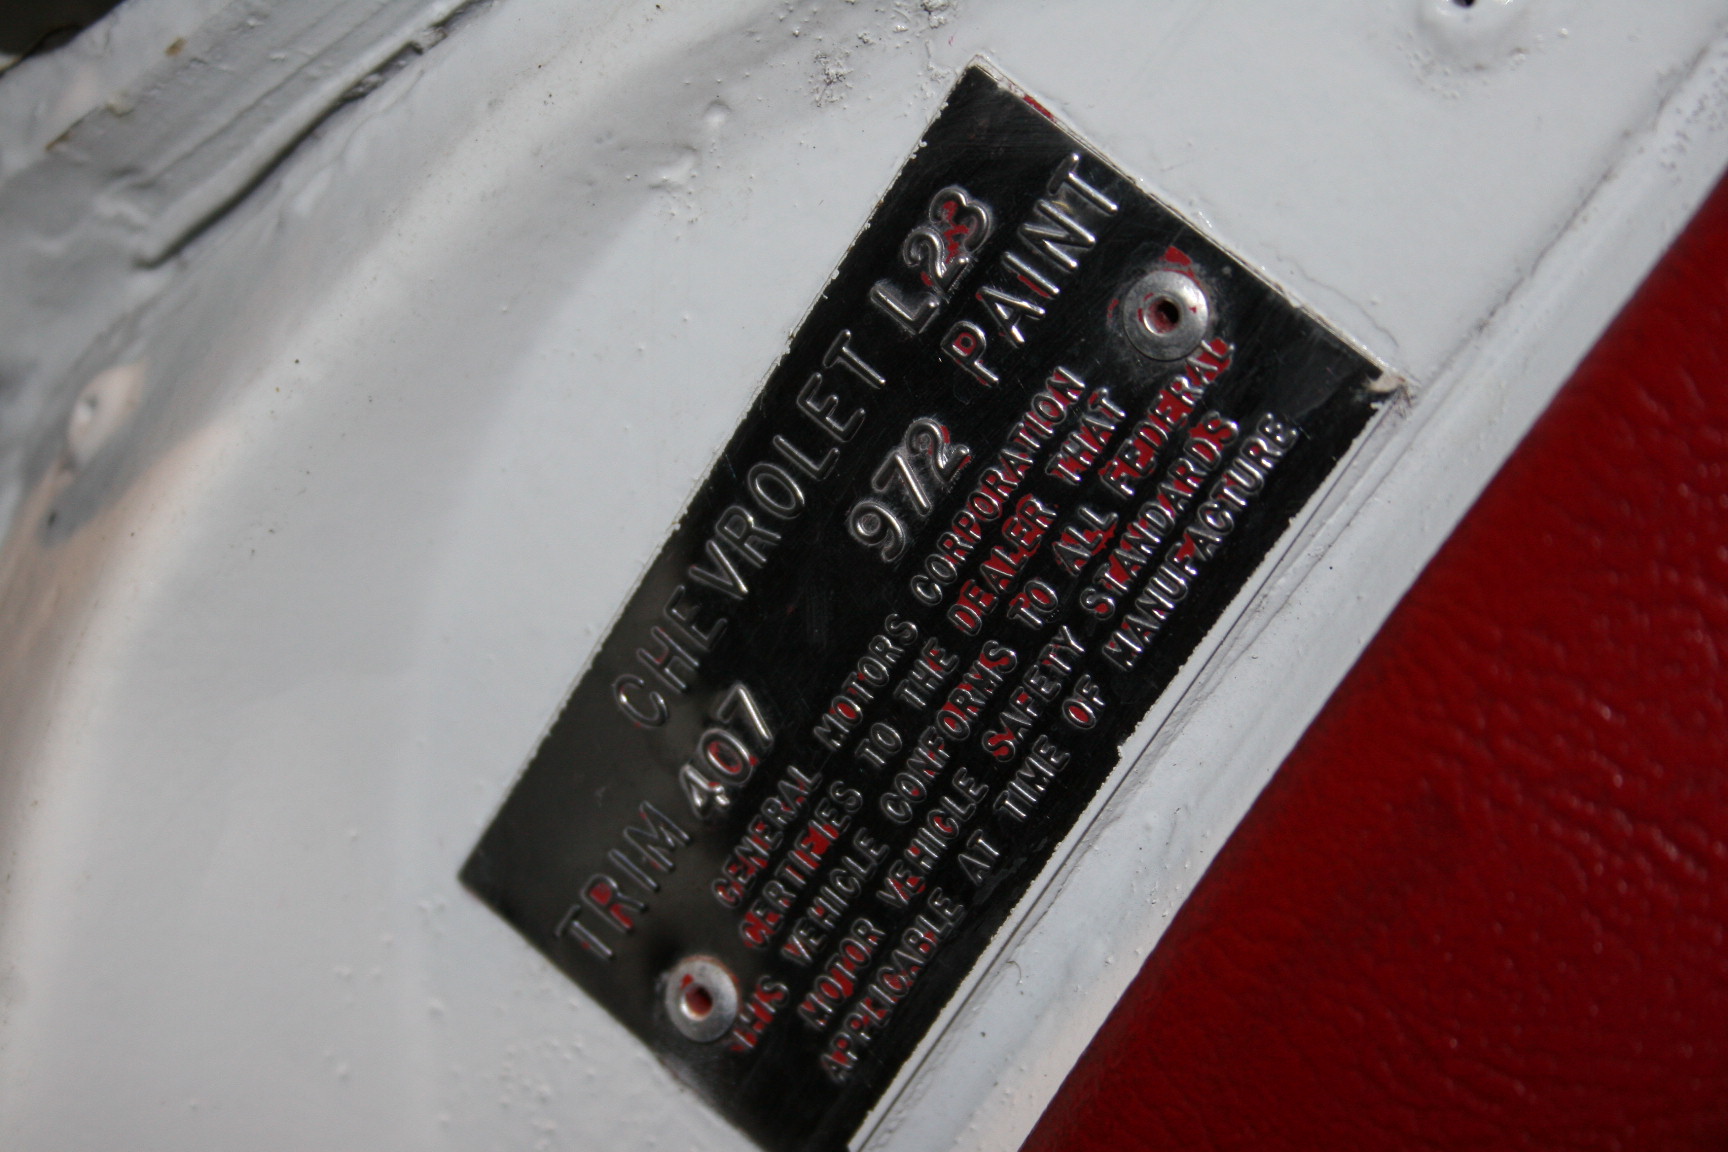 CHEVROLET L23
TRIM 407 972 PAINT
GENERAL MOTORS CORPORATION
CERTIFIES TO THE DEALER THAT
THIS VEHICLE CONFORMS TO ALL FEDERAL
MOTOR VEHICLE SAFETY STANDARDS
APPLICABLE AT TIME OF MANUFACTURE